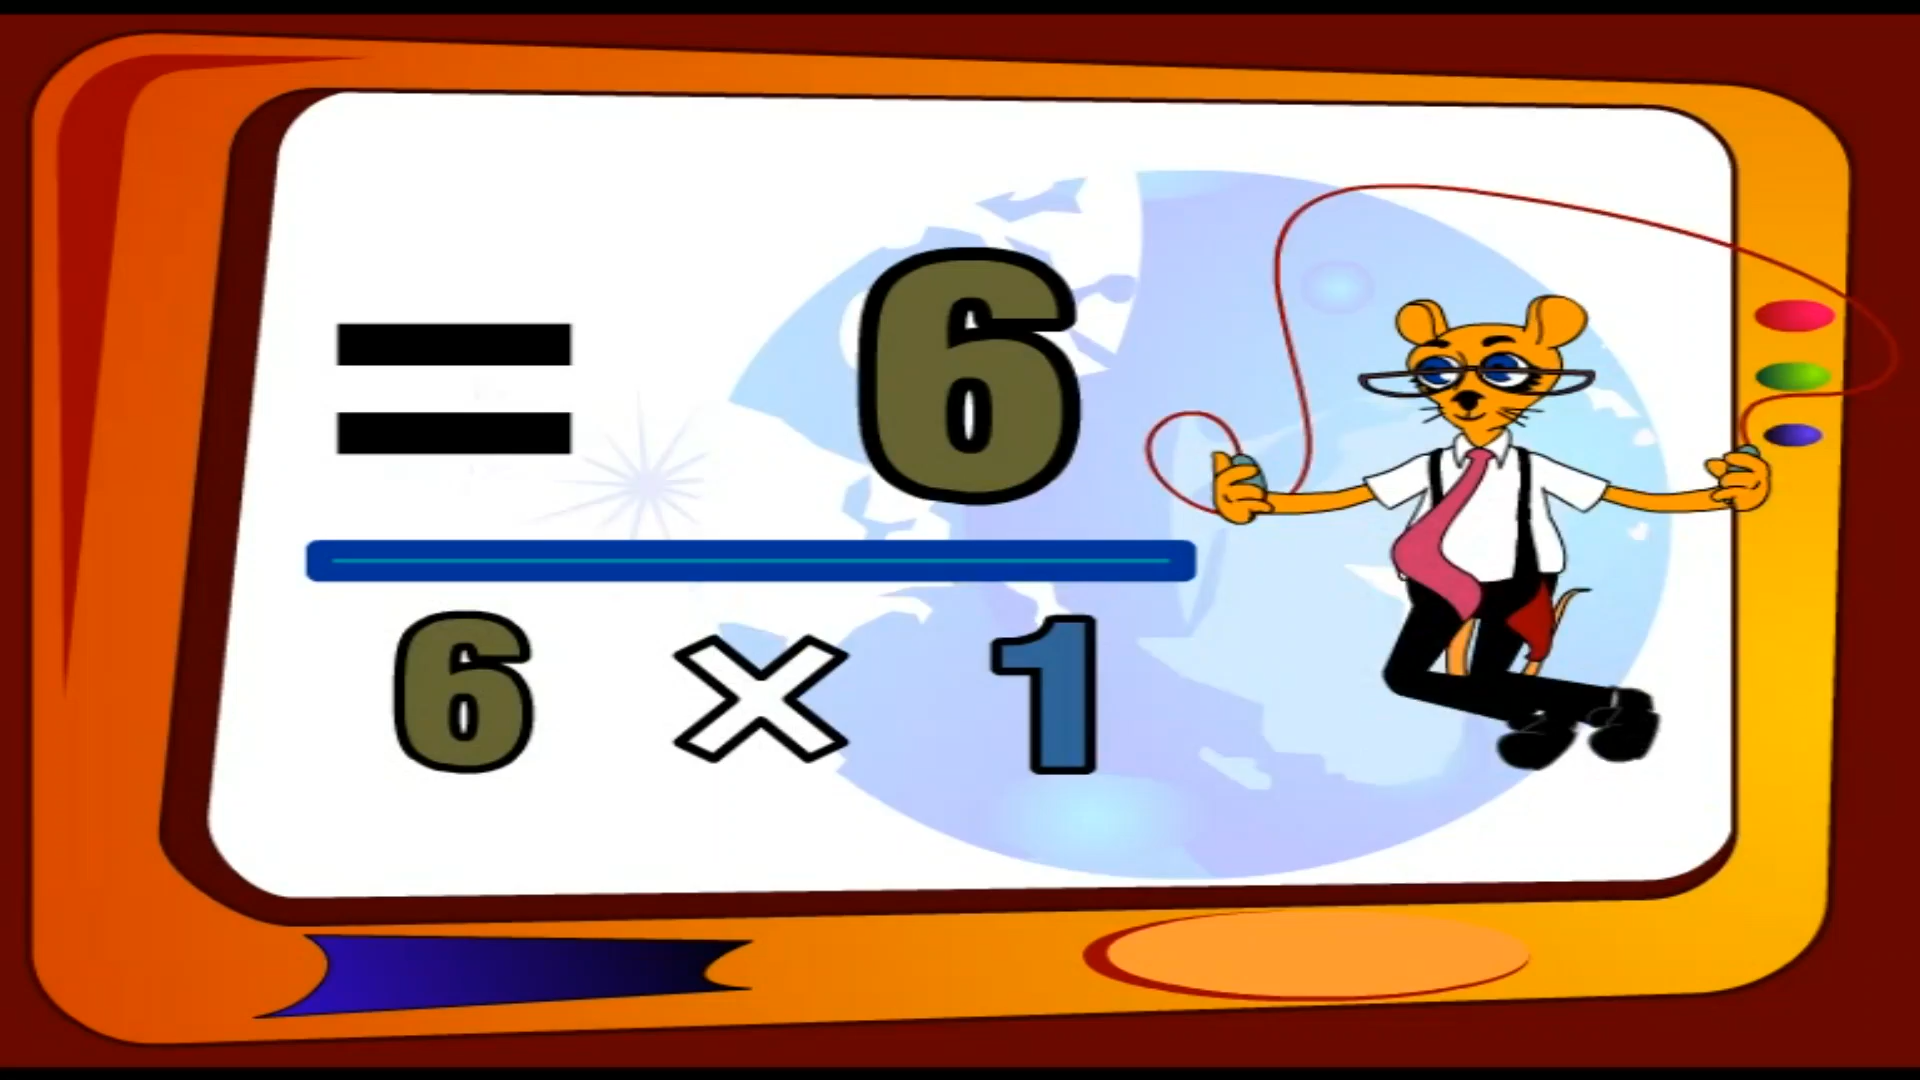 = 6
6 × 1